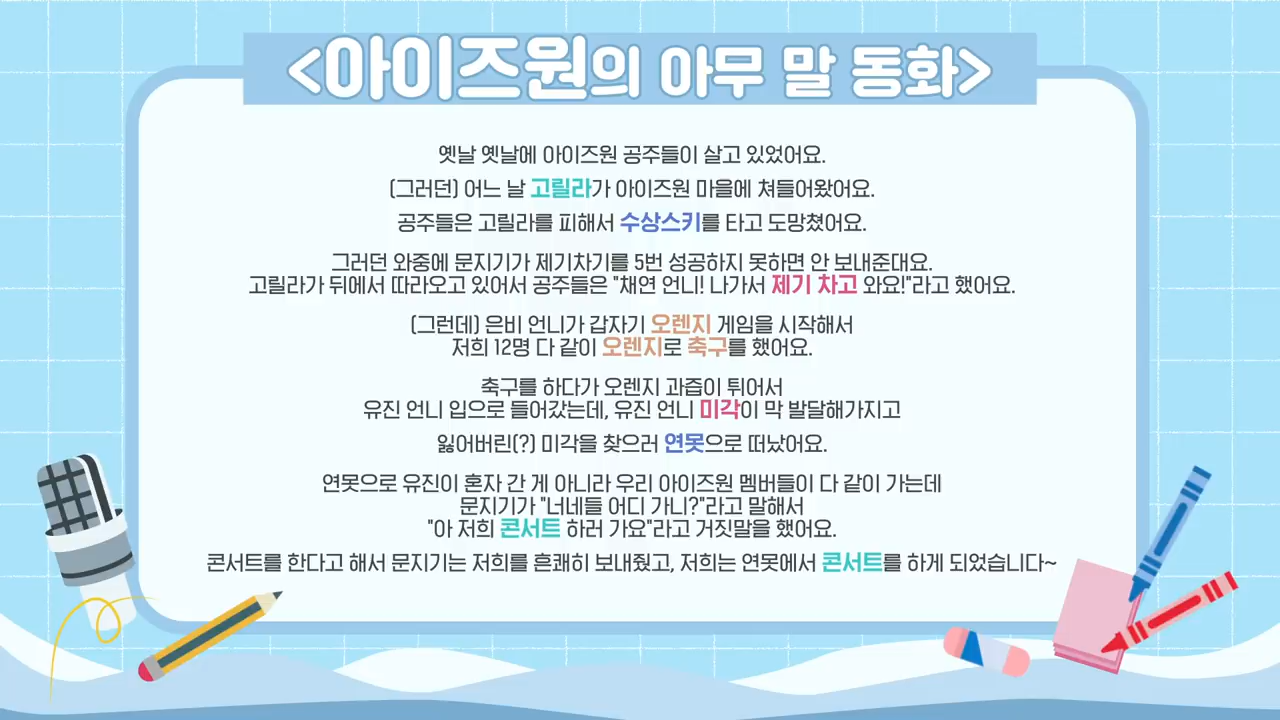 <아이즈원의 아무 말 동화>
옛날 옛날에 아이즈원 공주들이 살고 있었어요.
(그러던) 어느 날 고릴라가 아이즈원 마을에 쳐들어왔어요.
공주들은 고릴라를 피해서 수상스키를 타고 도망쳤어요.
그러던 와중에 문지기가 제기차기를 5번 성공하지 못하면 안 보내준대요.
고릴라가 뒤에서 따라오고 있어서 공주들은 "채연 언니! 나가서 제기 차고 와요!"라고 했어요.
(그런데) 은비 언니가 갑자기 오렌지 게임을 시작해서
저희 12명 다 같이 오렌지로 축구를 했어요.
축구를 하다가 오렌지 과즙이 튀어서
유진 언니 입으로 들어갔는데, 유진 언니 미각이 막 발달해가지고
잃어버린(?) 미각을 찾으러 연못으로 떠났어요.
연못으로 유진이 혼자 간 게 아니라 우리 아이즈원 멤버들이 다 같이 가는데
문지기가 "너네들 어디 가니?"라고 말해서
"아 저희 콘서트 하러 가요"라고 거짓말을 했어요.
콘서트를 한다고 해서 문지기는 저희를 흔쾌히 보내줬고, 저희는 연못에서 콘서트를 하게 되었습니다~